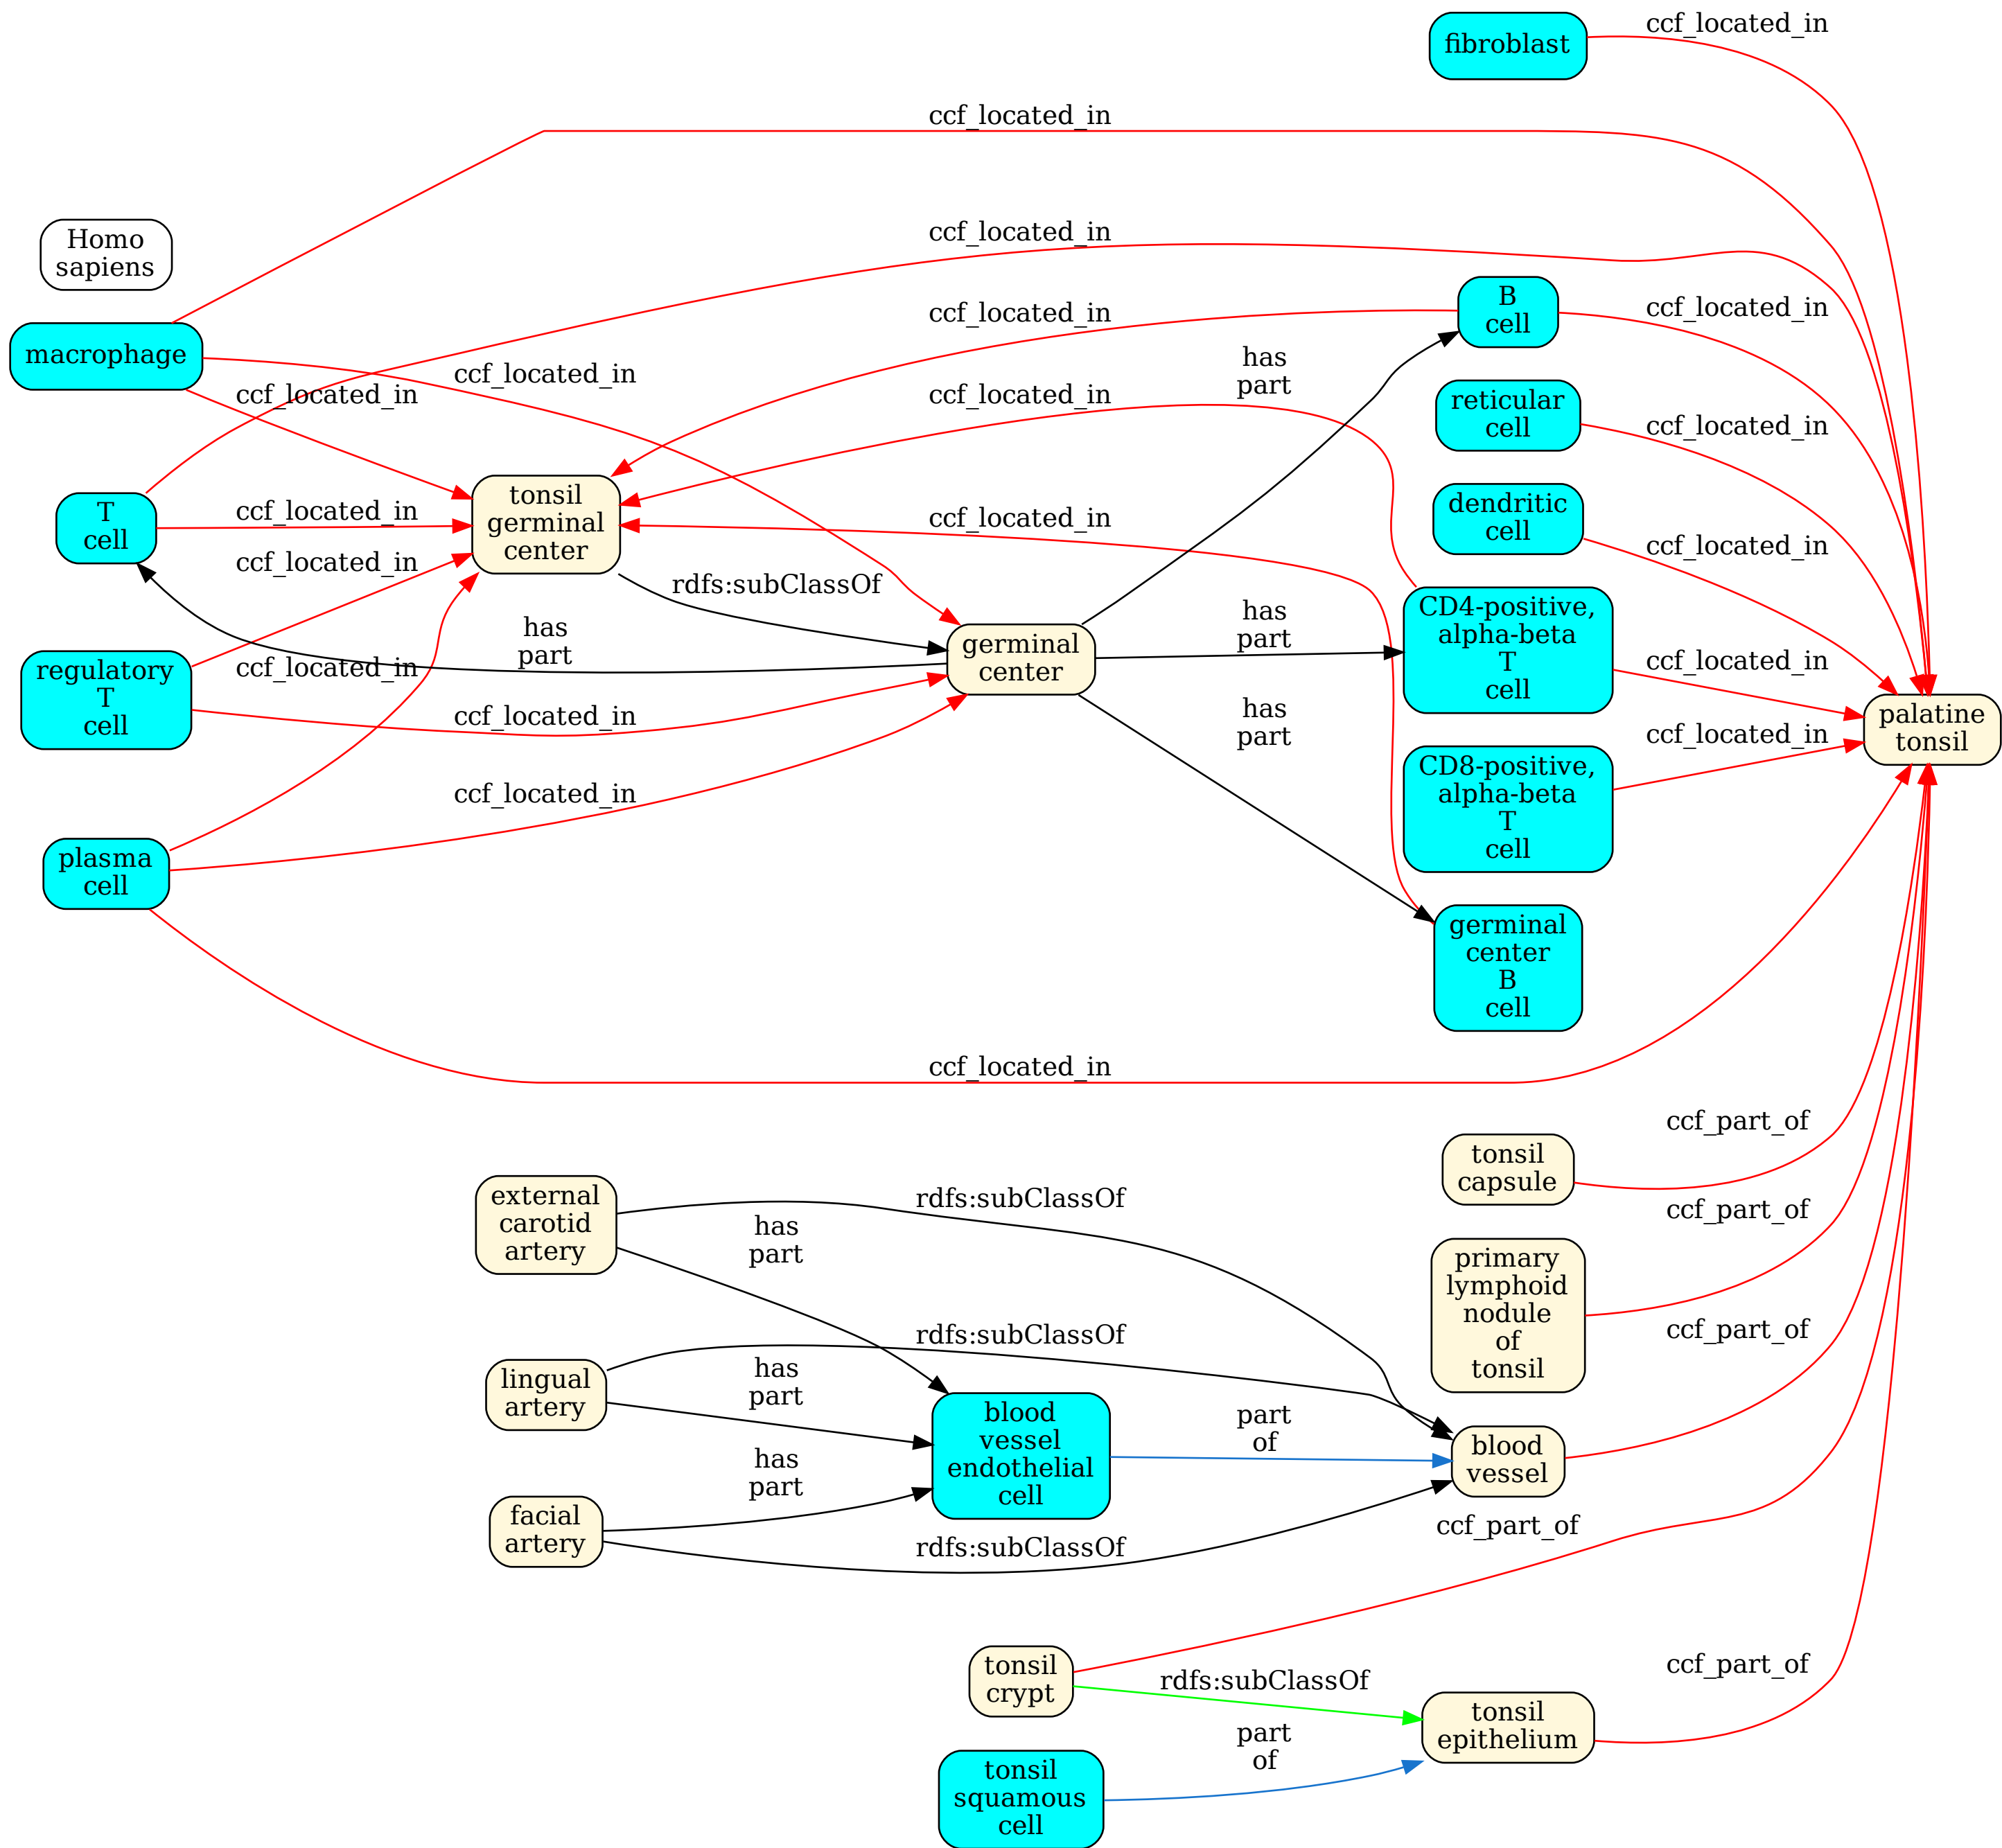 fibroblast
ccf_located_in
ccf_located_in
Homo
sapiens
ccf_located_in
macrophage
ccf_located_in
B
cell
ccf_located_in
ccf_located_in
ccf_located_in
has
part
ccf_located_in
reticular
cell
ccf_located_in
T
cell
ccf_located_in
tonsil
germinal
center
ccf_located_in
dendritic
cell
ccf_located_in
ccf_located_in
rdfs:subClassOf
has
part
CD4-positive,
alpha-beta
T
cell
ccf_located_in
has
part
germinal
center
regulatory
T
cell
ccf_located_in
ccf_located_in
has
part
palatine
tonsil
ccf_located_in
CD8-positive,
alpha-beta
T
cell
ccf_located_in
plasma
cell
germinal
center
B
cell
ccf_located_in
tonsil
capsule
ccf_part_of
external
carotid
artery
rdfs:subClassOf
has
part
ccf_part_of
primary
lymphoid
nodule
of
tonsil
ccf_part_of
rdfs:subClassOf
lingual
artery
has
part
blood
vessel
endothelial
cell
part
of
blood
vessel
has
part
facial
artery
rdfs:subClassOf
ccf_part_of
tonsil
crypt
rdfs:subClassOf
ccf_part_of
tonsil
epithelium
part
of
tonsil
squamous
cell